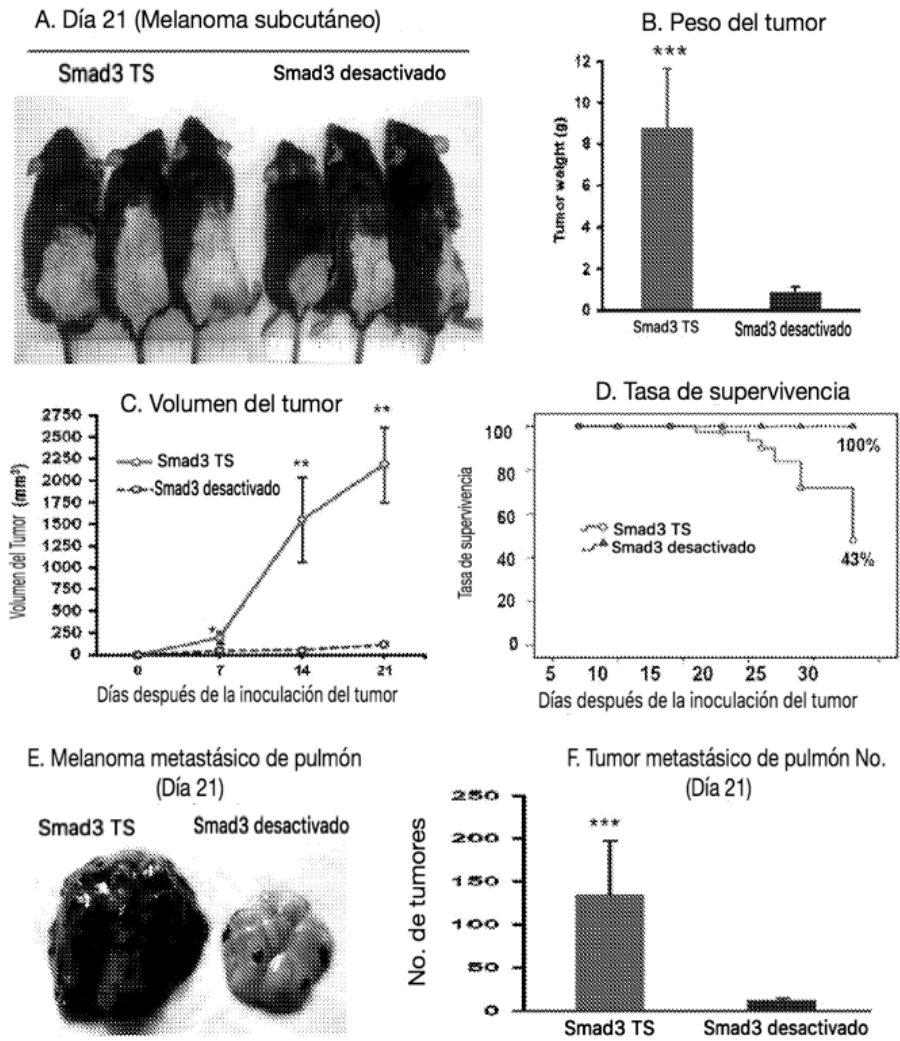 A. Día 21 (Melanoma subcutáneo)
Smad3 TS
Smad3 desactivado
B. Peso del tumor
***
Tumor weight (g)
12
10
8
6
4
2
0
Smad3 TS
Smad3 desactivado
C. Volumen del tumor
Volumen del Tumor (mm³)
2750
2500
2250
2000
1750
1500
1250
1000
750
500
250
0
Smad3 TS
Smad3 desactivado
*
**
**
0 7 14 21
Días después de la inoculación del tumor
D. Tasa de supervivencia
Tasa de supervivencia
100
80
60
40
20
0
100%
43%
Smad3 TS
Smad3 desactivado
5 10 15 20 25 30
Días después de la inoculación del tumor
E. Melanoma metastásico de pulmón
(Día 21)
Smad3 TS
Smad3 desactivado
F. Tumor metastásico de pulmón No.
(Día 21)
No. de tumores
250
200
150
100
50
0
***
Smad3 TS
Smad3 desactivado